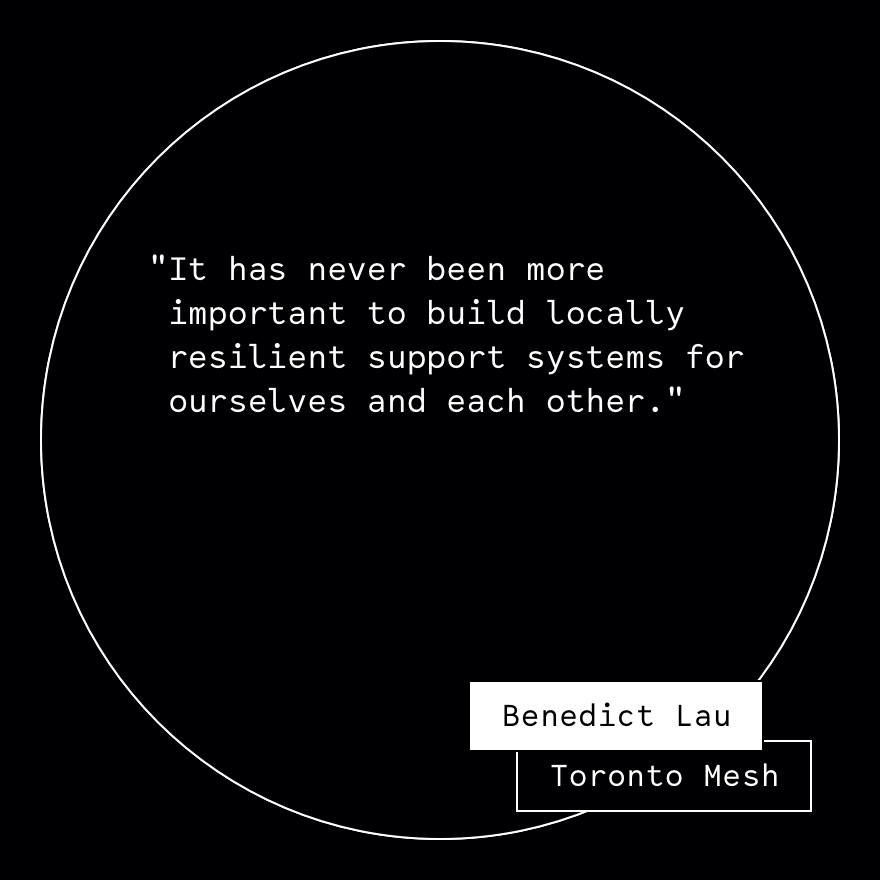 "It has never been more
important to build locally
resilient support systems for
ourselves and each other."
Benedict Lau
Toronto Mesh